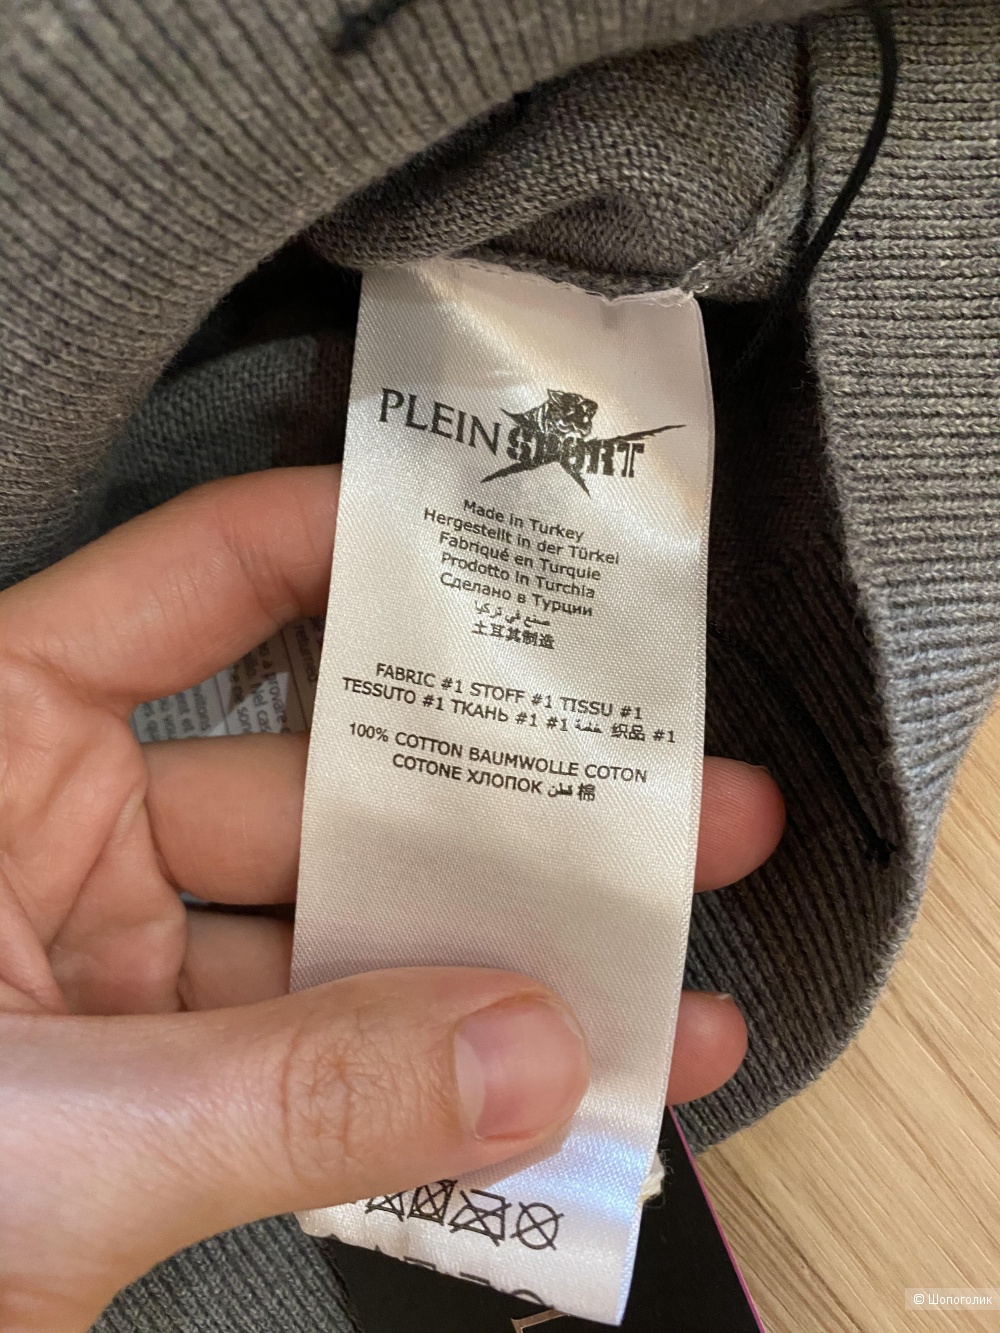 PLEIN SPORT
Made in Turkey
Hergestellt in der Türkei
Fabriqué en Turquie
Prodotto in Turchia
Сделано в Турции
صنع في تركيا
土耳其制造
FABRIC #1 STOFF #1 TISSU #1
TESSUTO #1 ТКАНЬ #1 #1 织品 #1
100% COTTON BAUMWOLLE COTON
COTONE ХЛОПОК قطن 棉
© Шопоголик